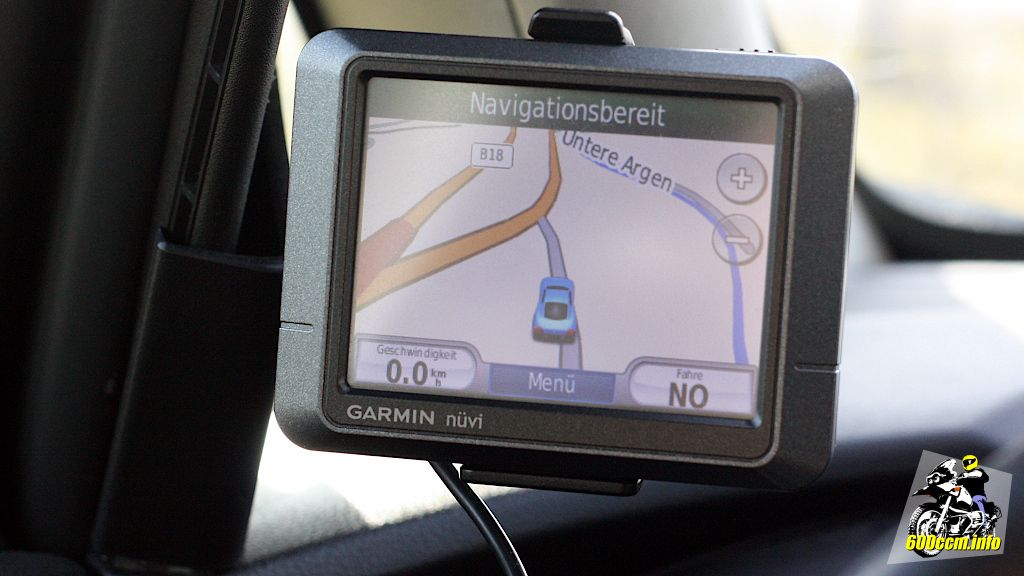 Navigationsbereit
B18
Untere Argen
Geschwindigkeit
0.0 km/h
Menü
Fahre
NO
GARMIN nüvi
600ccm.info